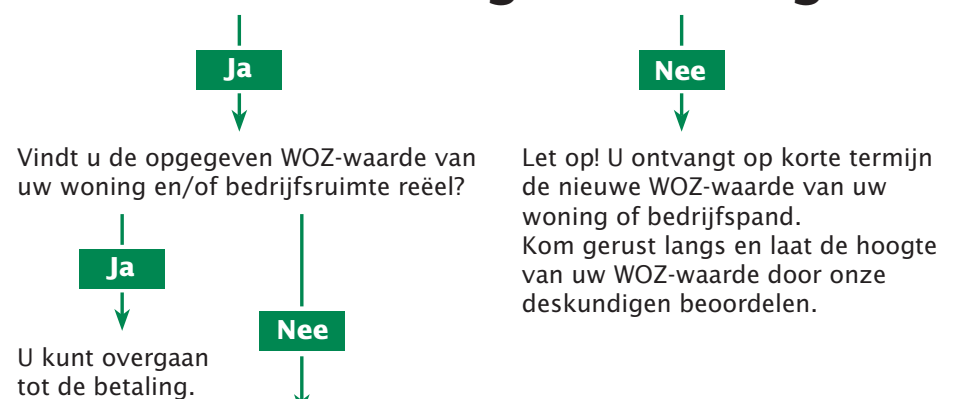 Ja
Vindt u de opgegeven WOZ-waarde van
uw woning en/of bedrijfsruimte reëel?
Ja
U kunt overgaan
tot de betaling.
Nee
Nee
Let op! U ontvangt op korte termijn
de nieuwe WOZ-waarde van uw
woning of bedrijfspand.
Kom gerust langs en laat de hoogte
van uw WOZ-waarde door onze
deskundigen beoordelen.